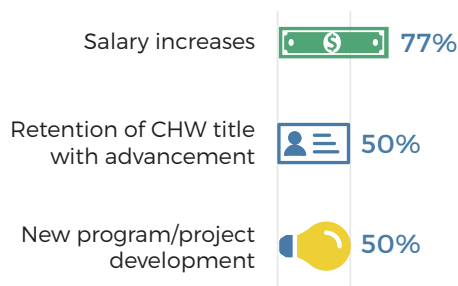 Salary increases
77%
Retention of CHW title
with advancement
50%
New program/project
development
50%